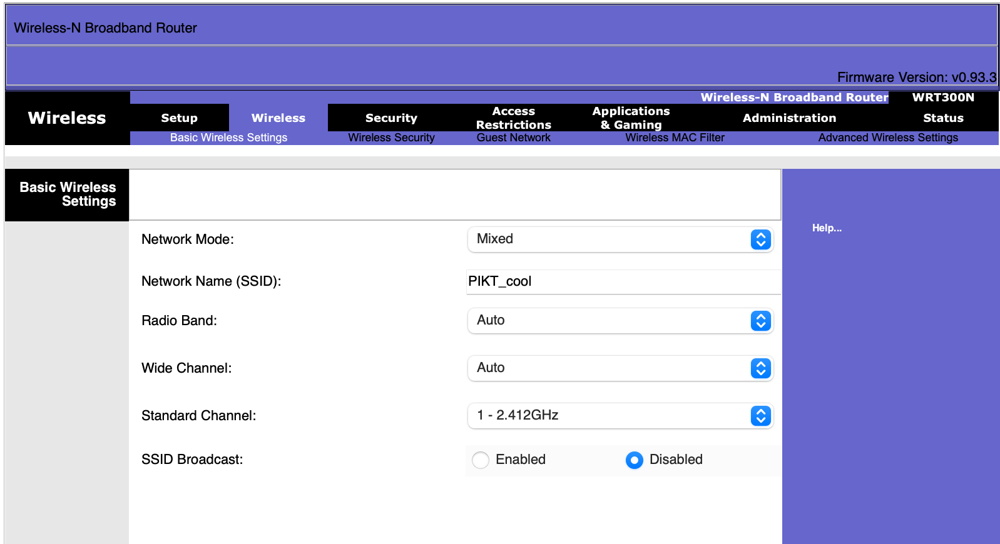 Wireless-N Broadband Router
Firmware Version: v0.93.3
Wireless-N Broadband Router WRT300N
Wireless
Setup Wireless Security Access Restrictions Applications & Gaming Administration Status
Basic Wireless Settings Wireless Security Guest Network Wireless MAC Filter Advanced Wireless Settings
Basic Wireless
Settings
Help...
Network Mode: Mixed
Network Name (SSID): PIKT_cool
Radio Band: Auto
Wide Channel: Auto
Standard Channel: 1 - 2.412GHz
SSID Broadcast: Enabled Disabled